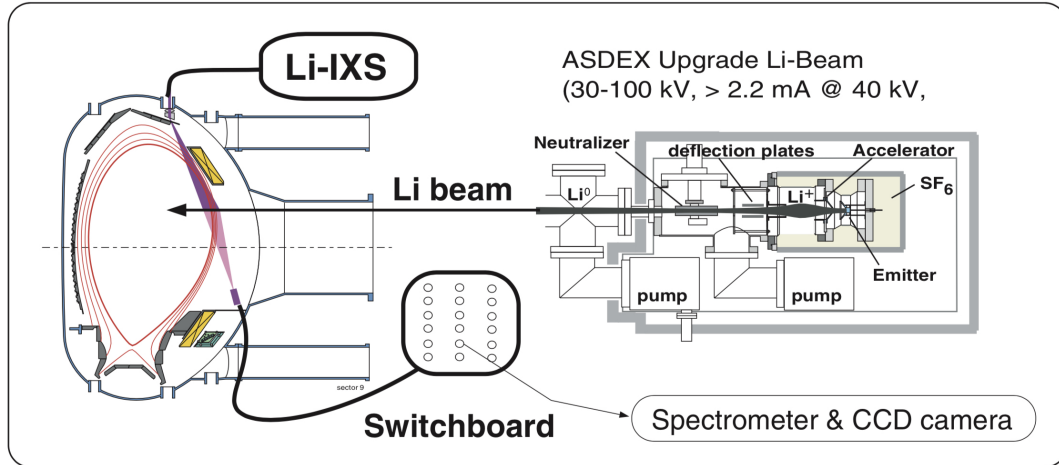 Li-IXS
ASDEX Upgrade Li-Beam
(30-100 kV, > 2.2 mA @ 40 kV,
Neutralizer
deflection plates
Accelerator
Li⁰
Li⁺
SF₆
Li beam
Emitter
pump
pump
sector 9
Switchboard
Spectrometer & CCD camera